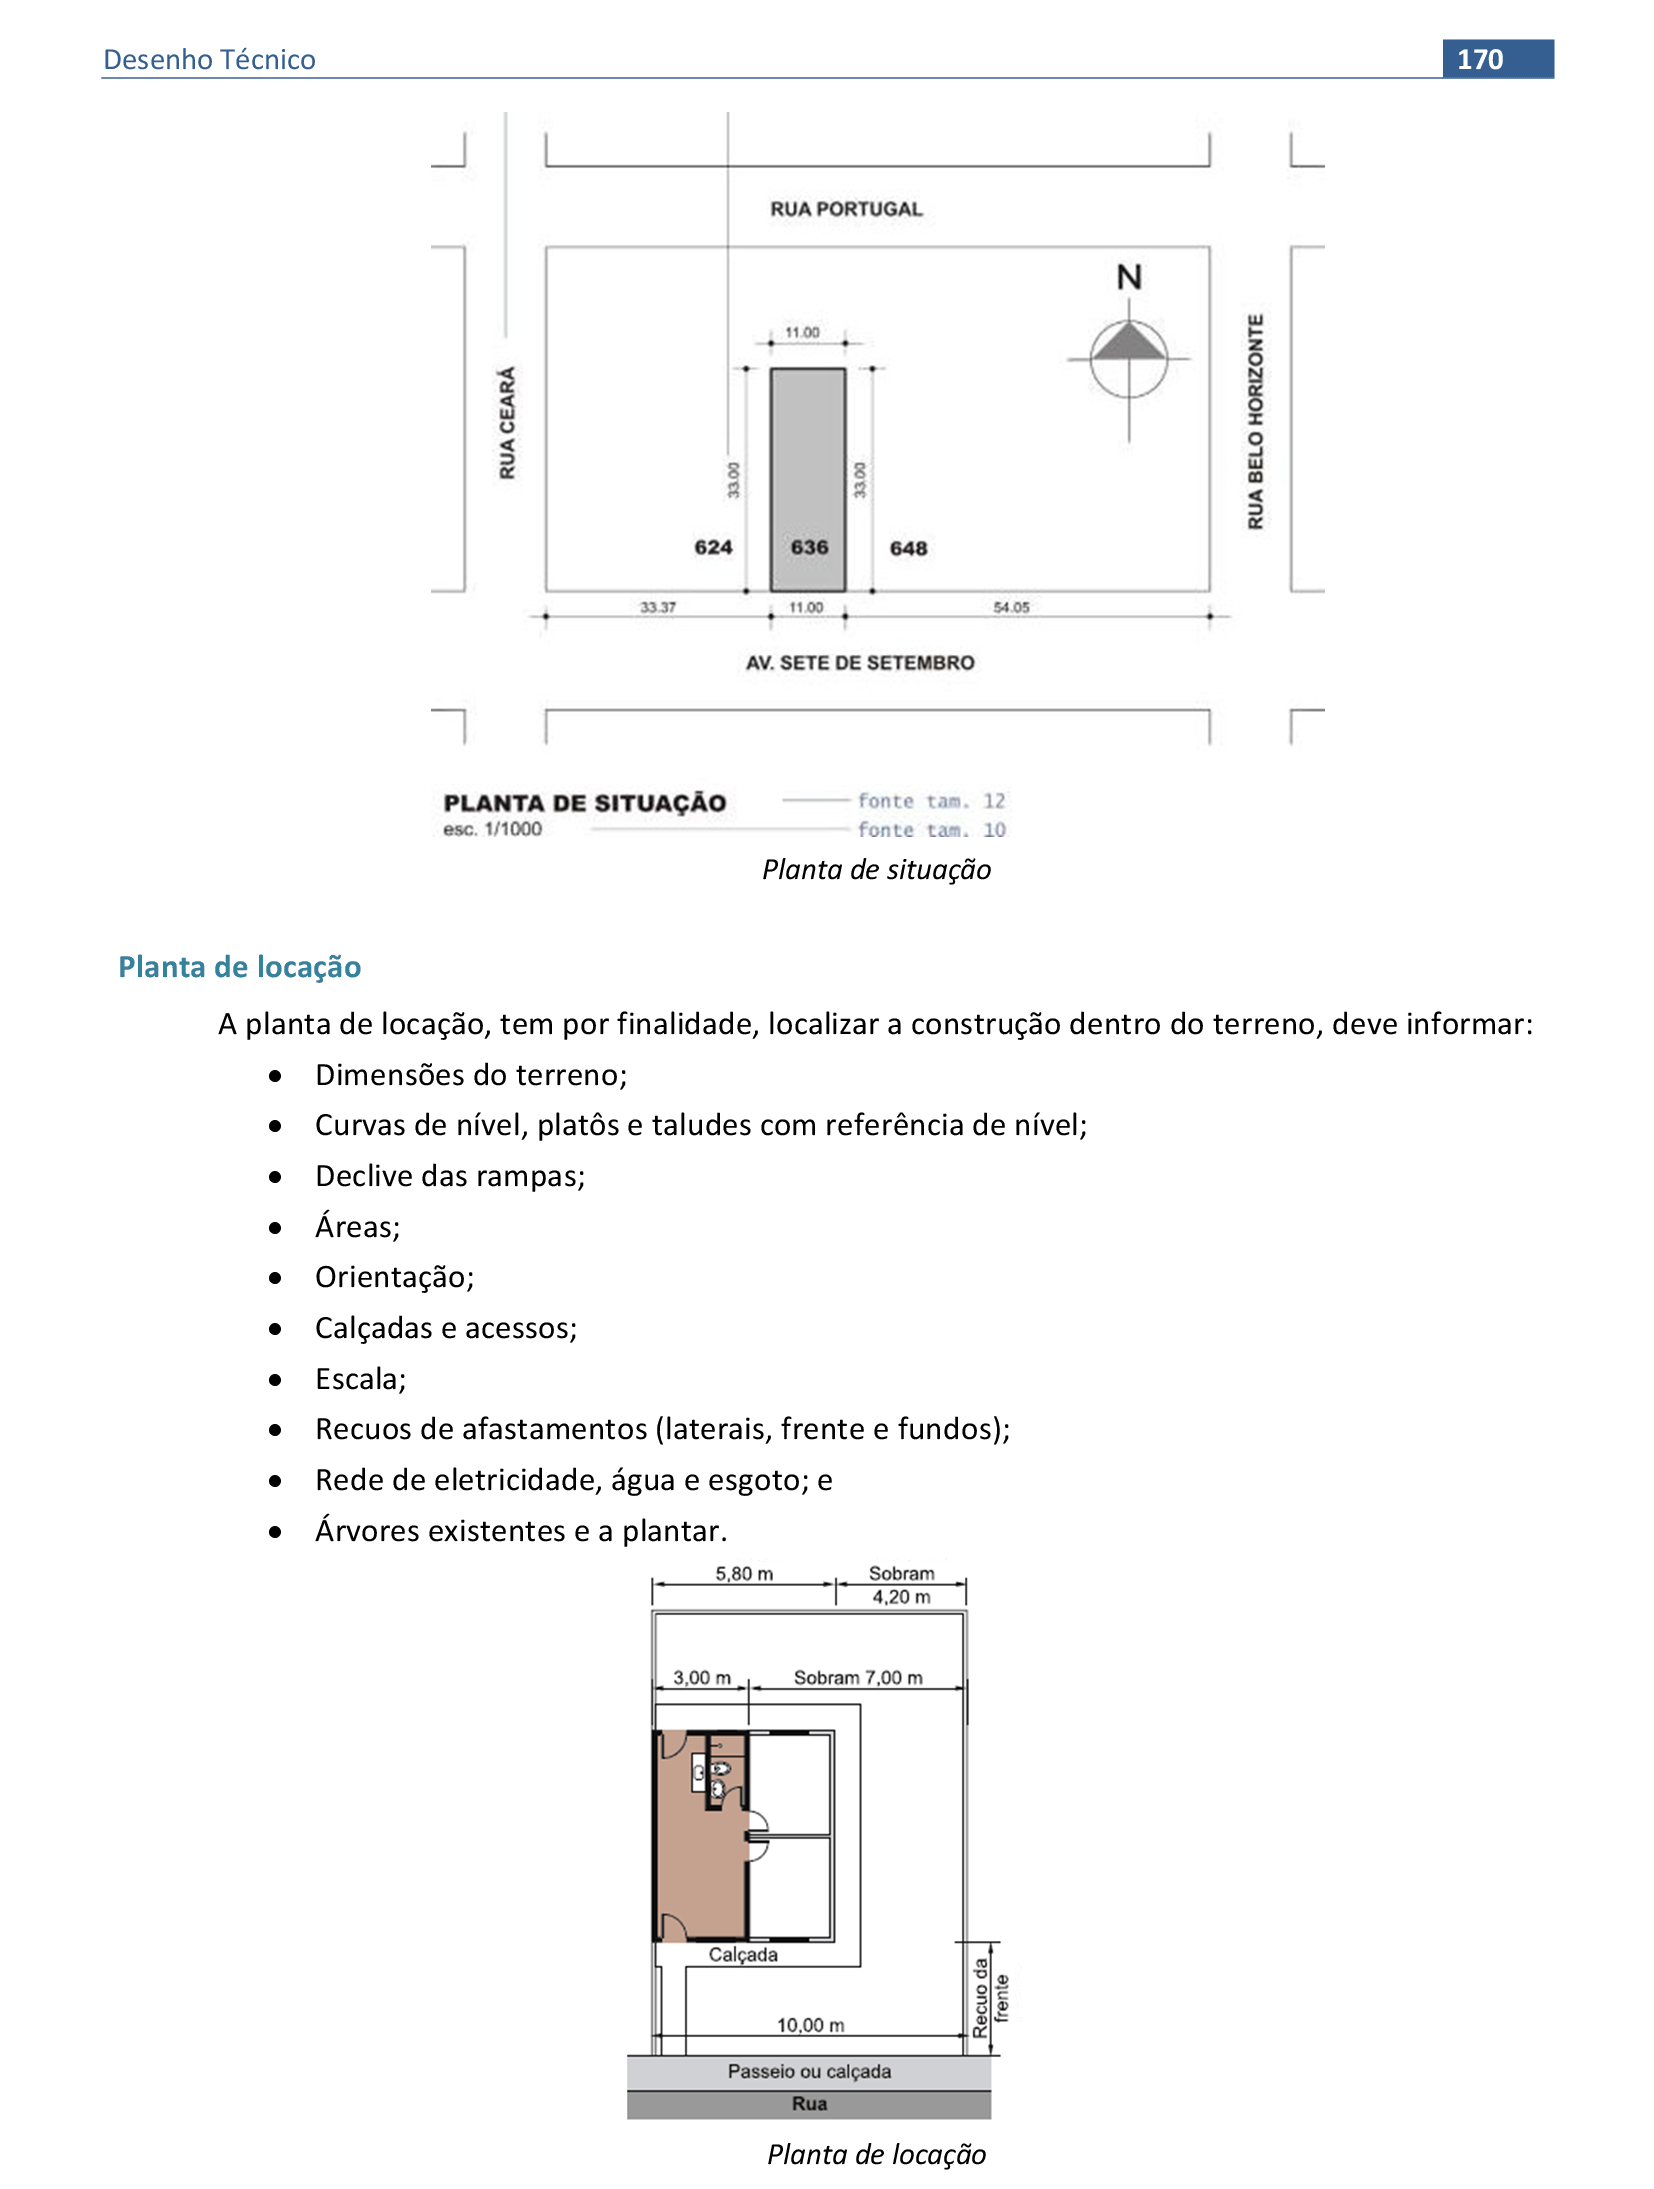 Desenho Técnico
170
RUA PORTUGAL
N
11.00
RUA CEARÁ
RUA BELO HORIZONTE
33.00
33.00
624
636
648
33.37
11.00
54.05
AV. SETE DE SETEMBRO
PLANTA DE SITUAÇÃO
fonte tam. 12
esc. 1/1000
fonte tam. 10
Planta de situação
Planta de locação
A planta de locação, tem por finalidade, localizar a construção dentro do terreno, deve informar:
• Dimensões do terreno;
• Curvas de nível, platôs e taludes com referência de nível;
• Declive das rampas;
• Áreas;
• Orientação;
• Calçadas e acessos;
• Escala;
• Recuos de afastamentos (laterais, frente e fundos);
• Rede de eletricidade, água e esgoto; e
• Árvores existentes e a plantar.
5,80 m
Sobram
4,20 m
3,00 m
Sobram 7,00 m
Calçada
Recuo da
frente
10,00 m
Passeio ou calçada
Rua
Planta de locação